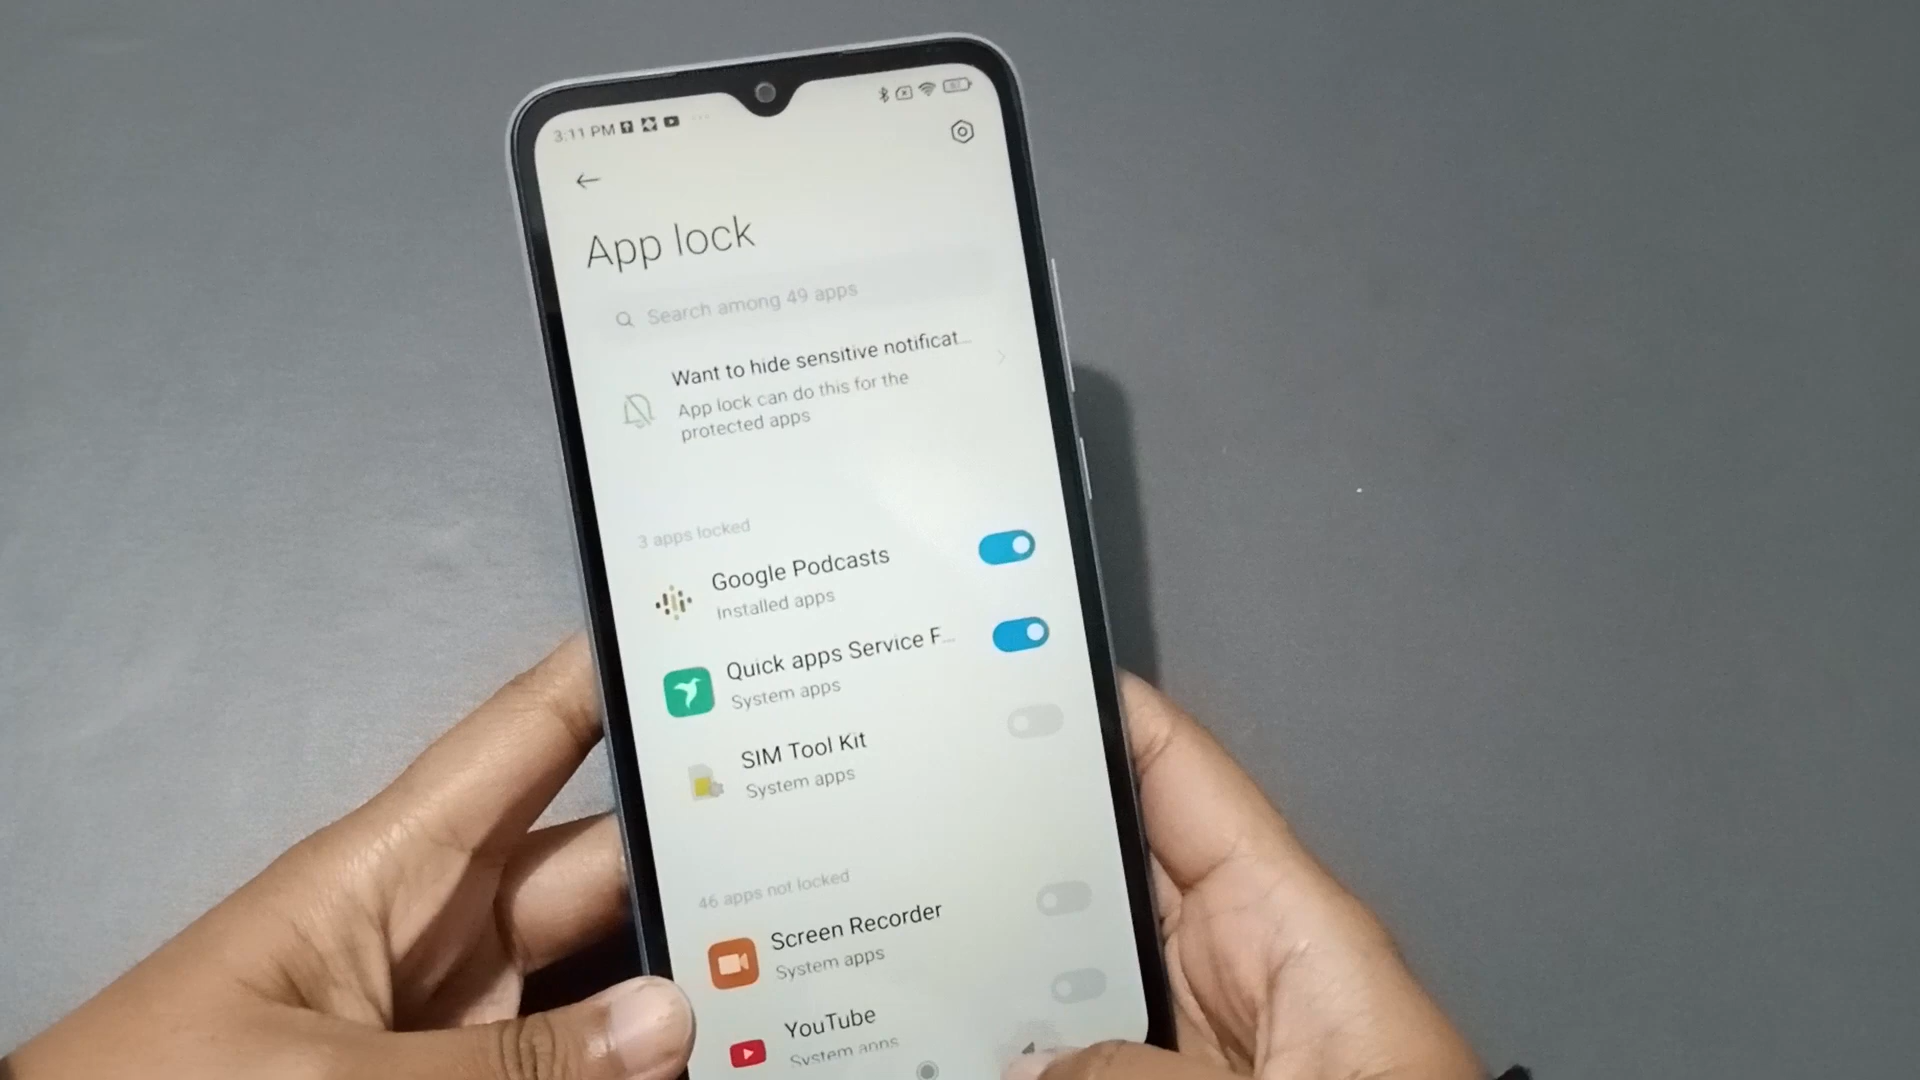 3:11 PM
App lock
Search among 49 apps
Want to hide sensitive notificat...
App lock can do this for the
protected apps
3 apps locked
Google Podcasts
Installed apps
Quick apps Service F...
System apps
SIM Tool Kit
System apps
46 apps not locked
Screen Recorder
System apps
YouTube
System apps